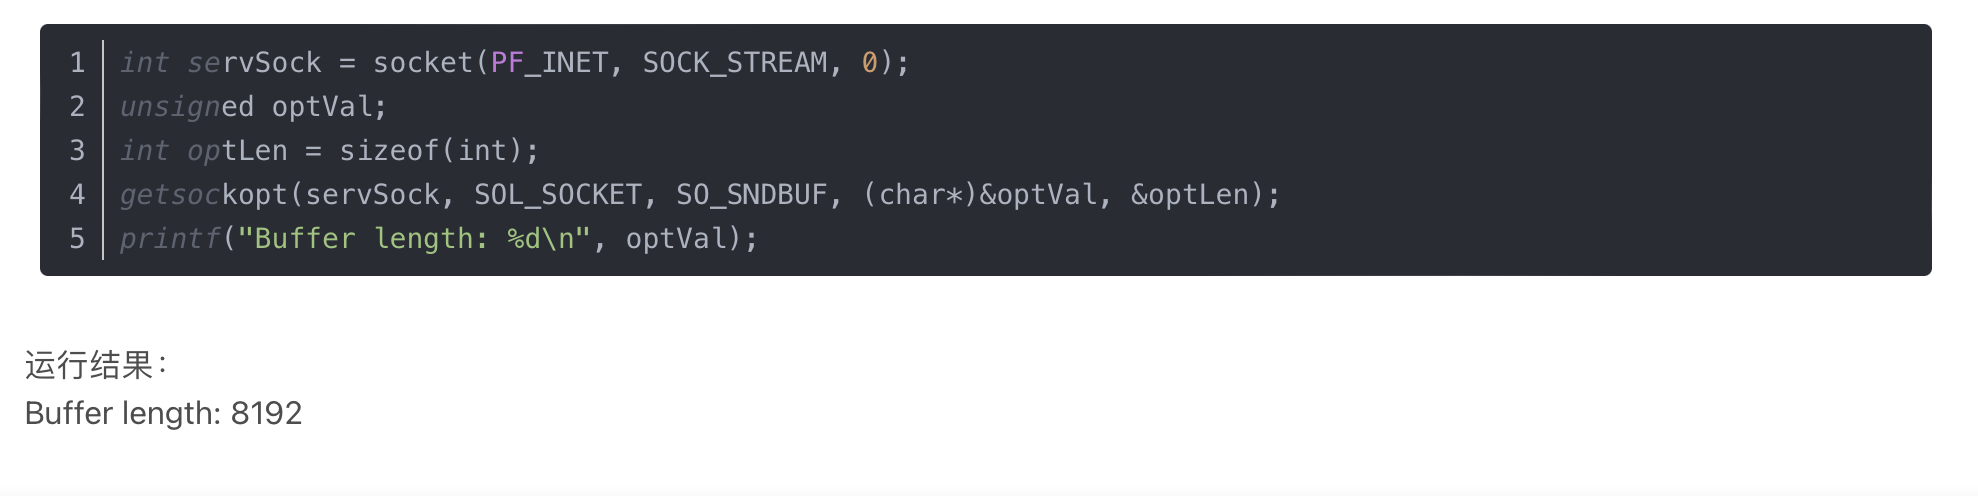 1 int servSock = socket(PF_INET, SOCK_STREAM, 0);
2 unsigned optVal;
3 int optLen = sizeof(int);
4 getsockopt(servSock, SOL_SOCKET, SO_SNDBUF, (char*)&optVal, &optLen);
5 printf("Buffer length: %d\n", optVal);
运行结果：
Buffer length: 8192